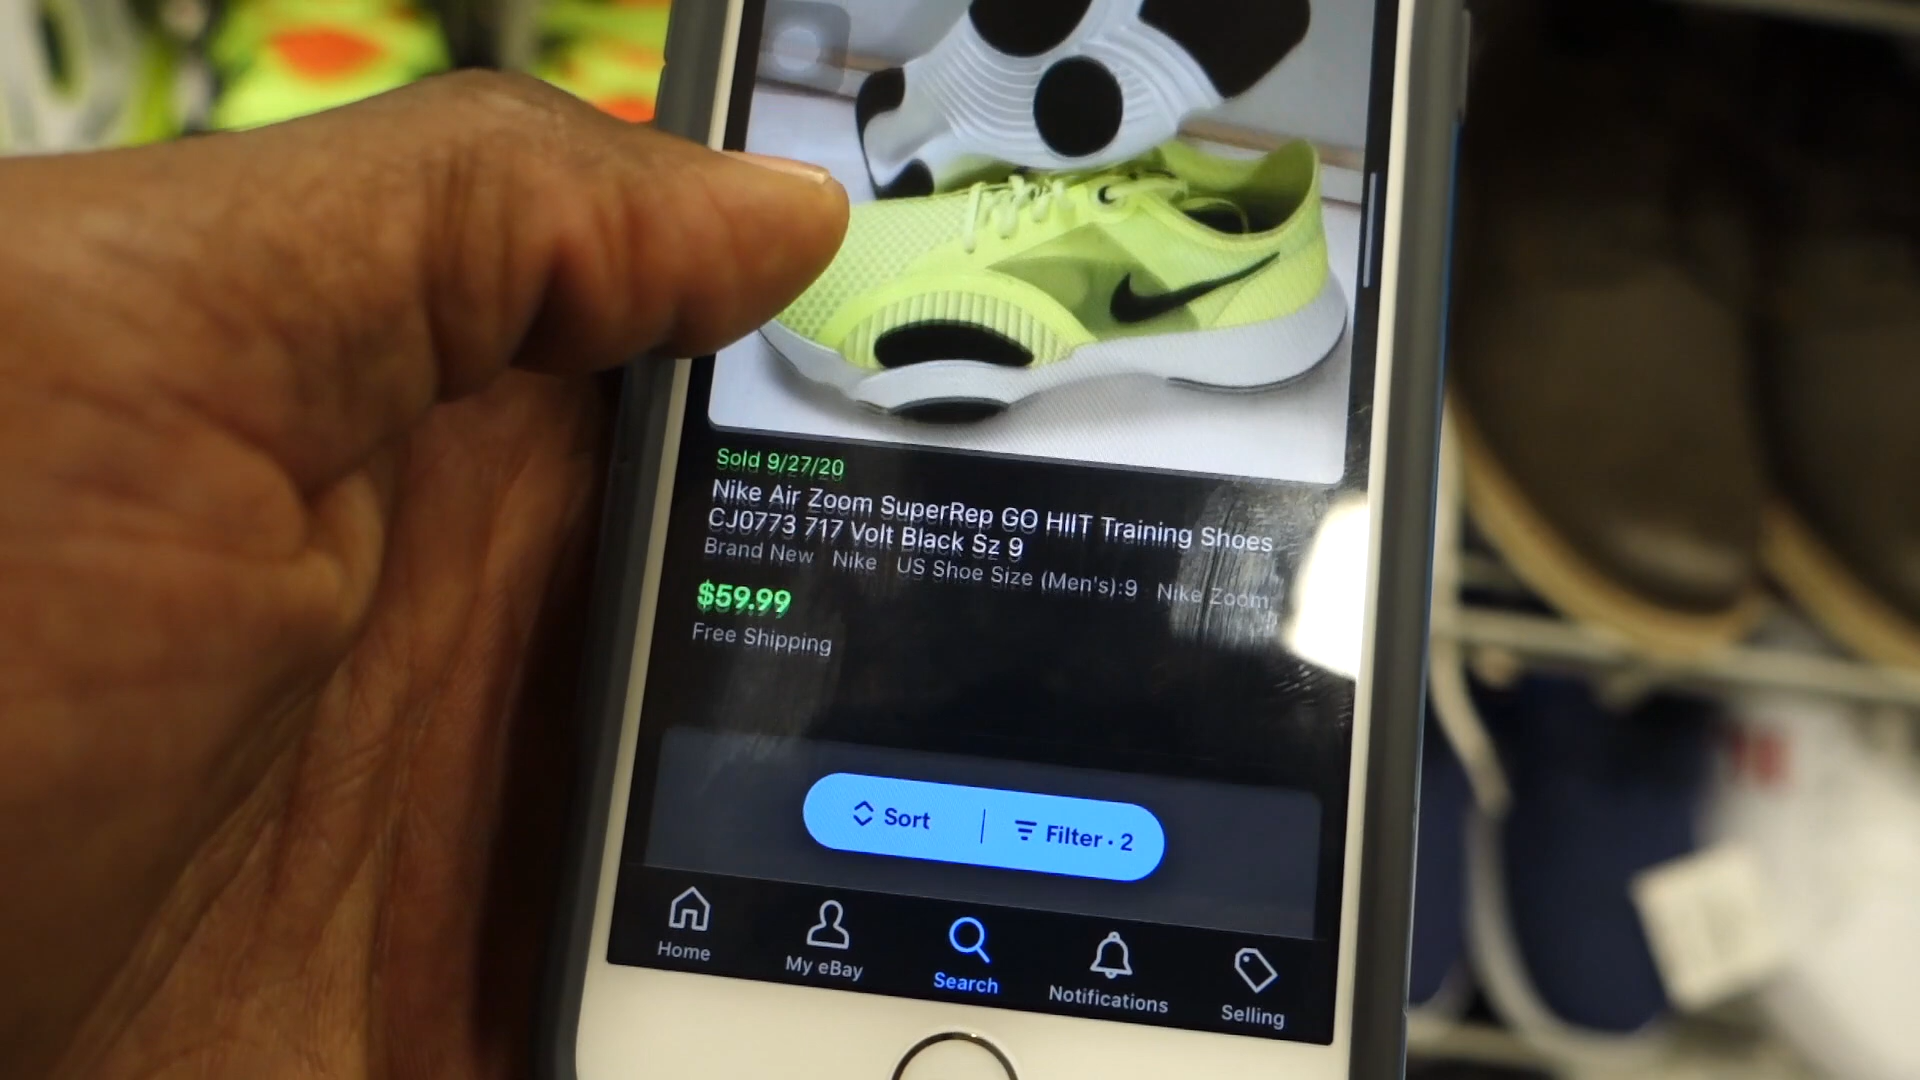 Sold 9/27/20
Nike Air Zoom SuperRep GO HIIT Training Shoes
CJ0773 717 Volt Black Sz 9
Brand New Nike US Shoe Size (Men's):9 Nike Zoom
$59.99
Free Shipping
Sort
Filter · 2
Home
My eBay
Search
Notifications
Selling